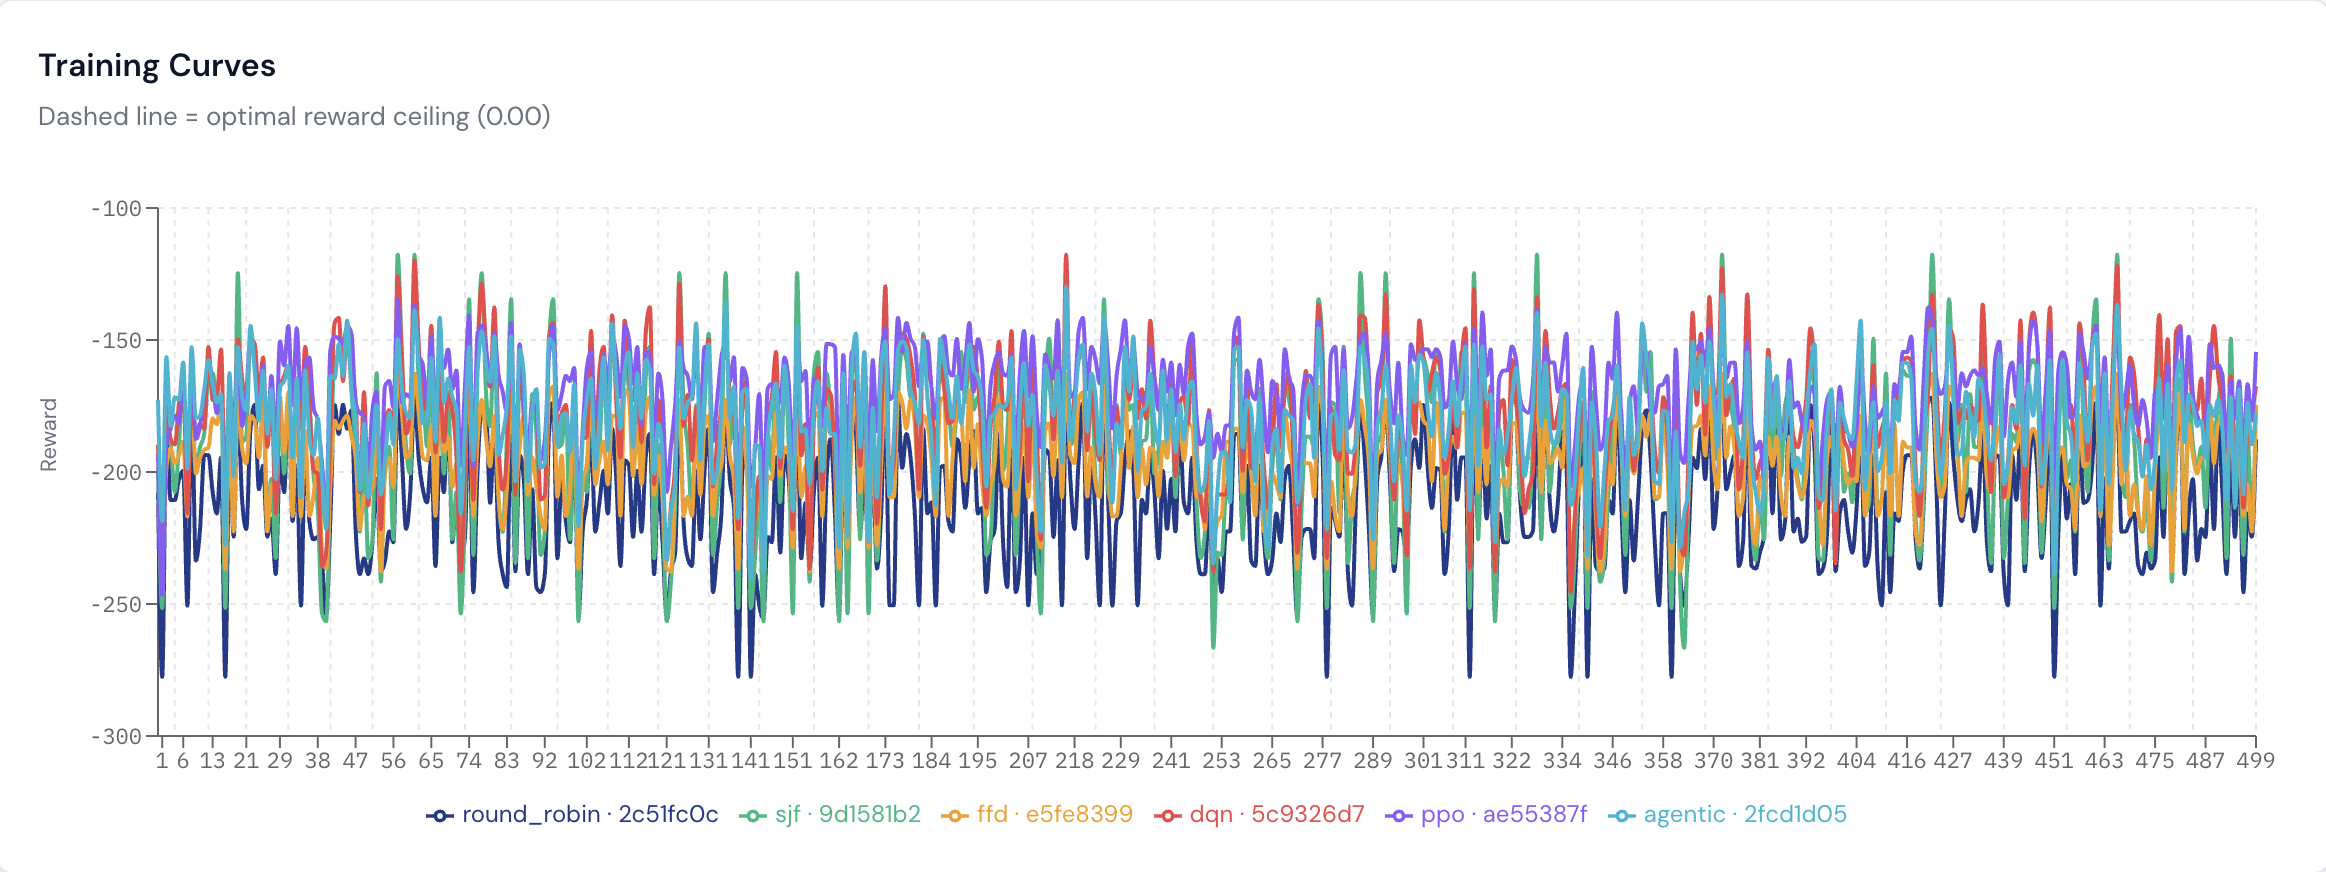 Training Curves
Dashed line = optimal reward ceiling (0.00)
-100
-150
-200
-250
-300
Reward
1 6 13 21 29 38 47 56 65 74 83 92 102 112 121 131 141 151 162 173 184 195 207 218 229 241 253 265 277 289 301 311 322 334 346 358 370 381 392 404 416 427 439 451 463 475 487 499
round_robin · 2c51fc0c sjf · 9d1581b2 ffd · e5fe8399 dqn · 5c9326d7 ppo · ae55387f agentic · 2fcd1d05